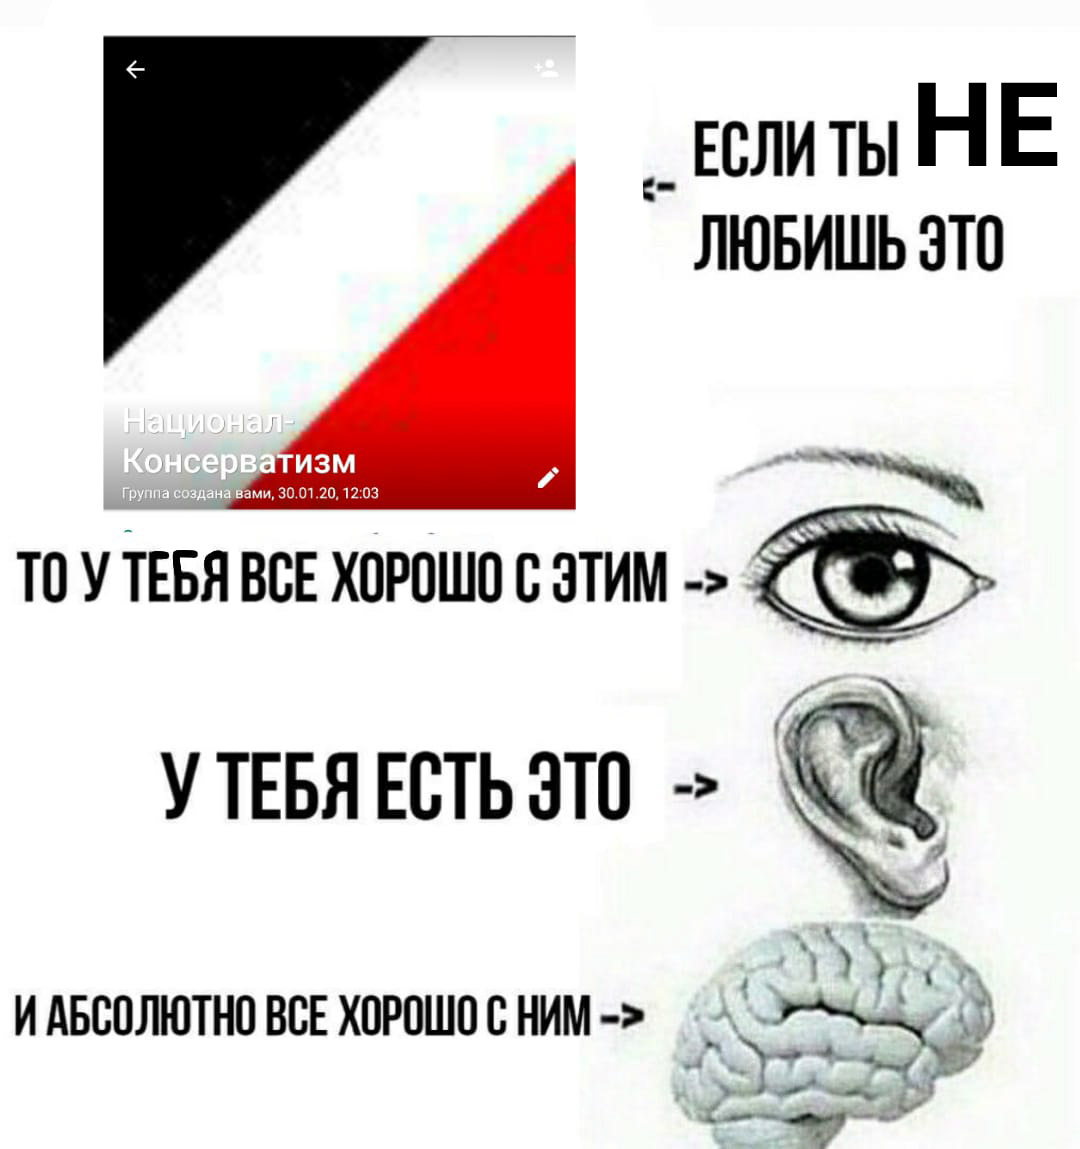 ЕСЛИ ТЫ НЕ
<-
ЛЮБИШЬ ЭТО
Национал-
Консерватизм
Группа создана вами, 30.01.20, 12:03
ТО У ТЕБЯ ВСЕ ХОРОШО С ЭТИМ ->
У ТЕБЯ ЕСТЬ ЭТО ->
И АБСОЛЮТНО ВСЕ ХОРОШО С НИМ ->